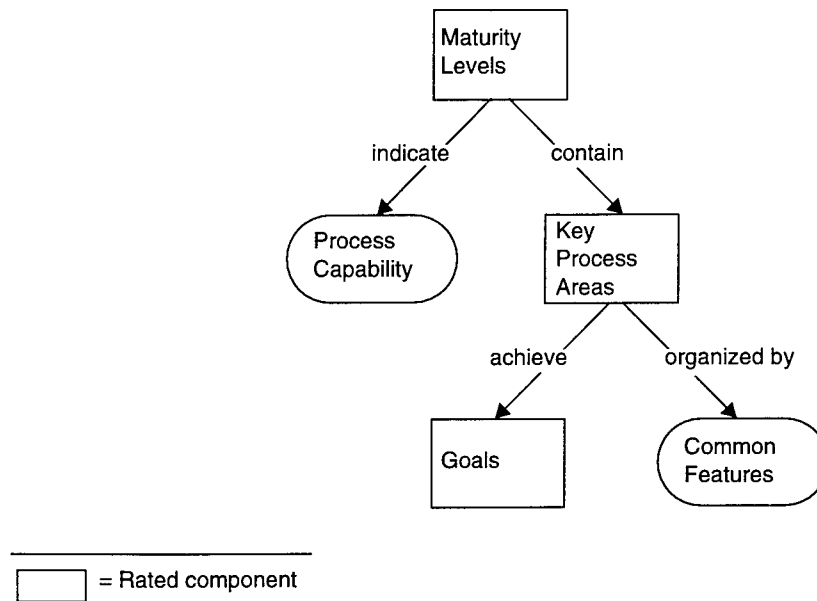 Maturity
Levels
indicate
contain
Process
Capability
Key
Process
Areas
achieve
organized by
Goals
Common
Features
= Rated component